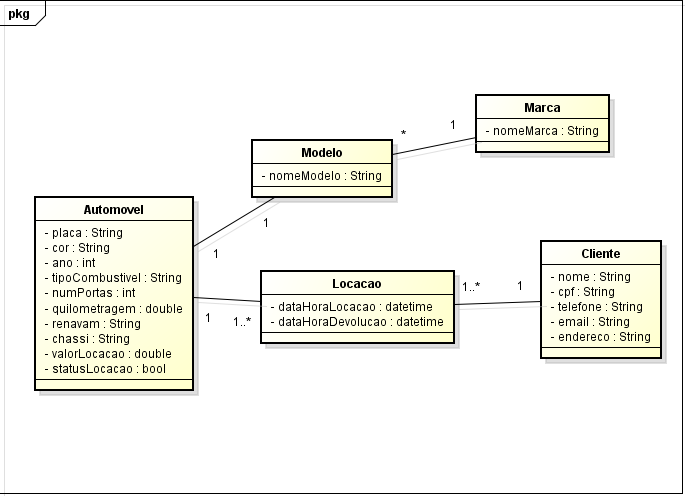 pkg
Marca
- nomeMarca : String
* 1
Modelo
- nomeModelo : String
1
1
Automovel
- placa : String
- cor : String
- ano : int
- tipoCombustivel : String
- numPortas : int
- quilometragem : double
- renavam : String
- chassi : String
- valorLocacao : double
- statusLocacao : bool
1 1..*
Locacao
- dataHoraLocacao : datetime
- dataHoraDevolucao : datetime
1..* 1
Cliente
- nome : String
- cpf : String
- telefone : String
- email : String
- endereco : String